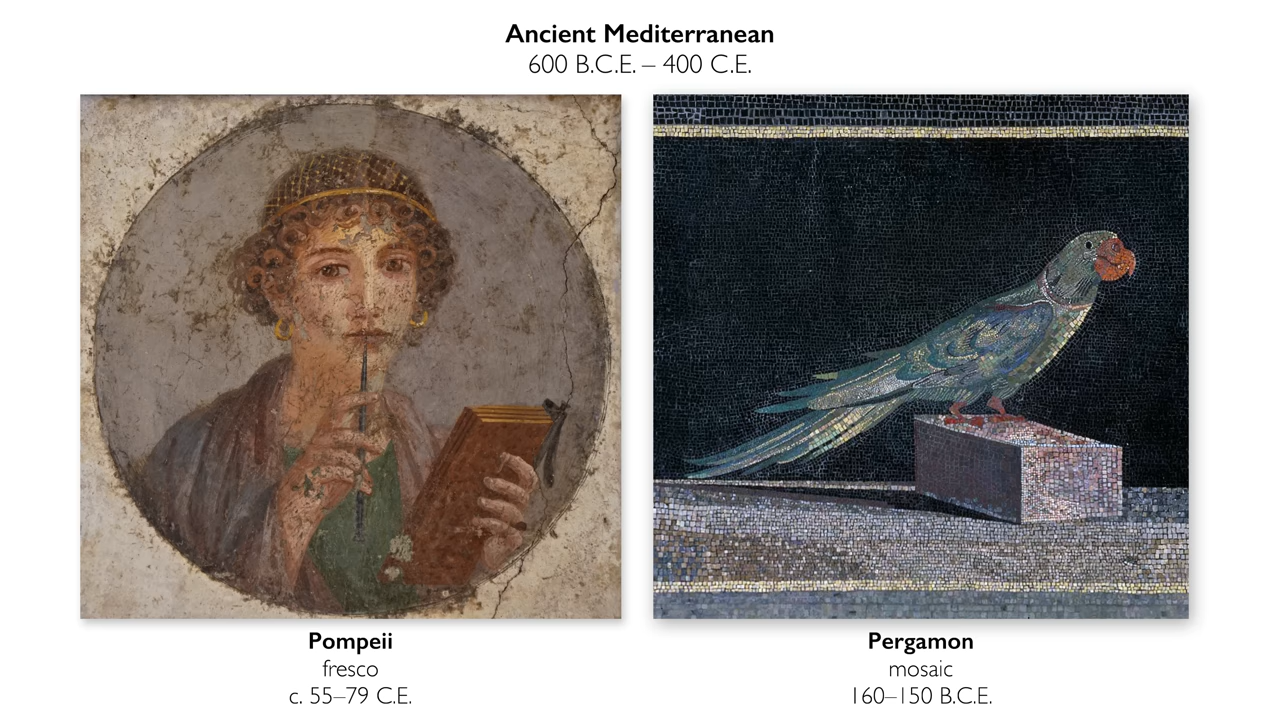 Ancient Mediterranean
600 B.C.E. – 400 C.E.
Pompeii
fresco
c. 55–79 C.E.
Pergamon
mosaic
160–150 B.C.E.